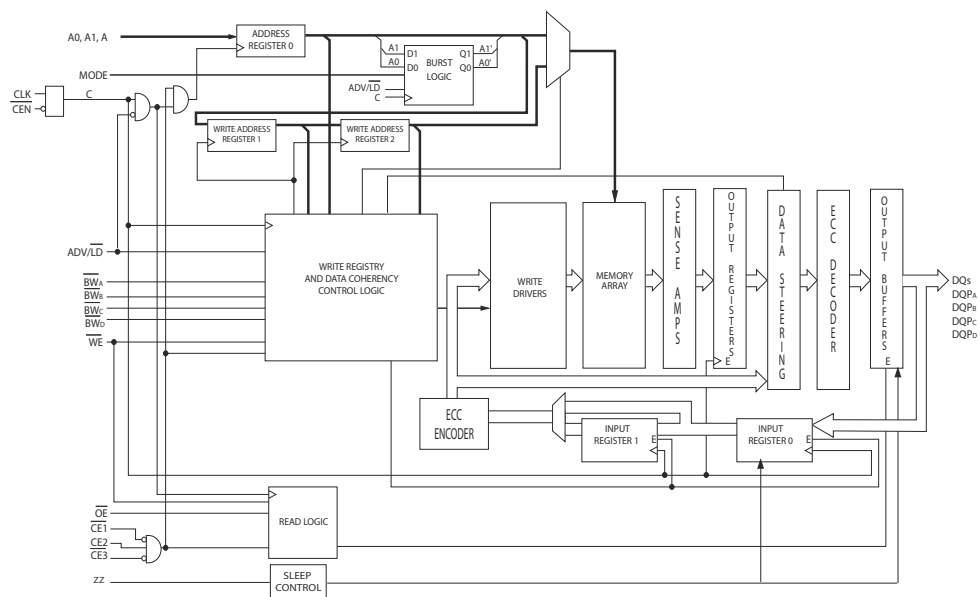 A0, A1, A
ADDRESS
REGISTER 0
A1
A0
D1
D0
BURST
LOGIC
Q1
Q0
A1'
A0'
MODE
ADV/LD
C
CLK
CEN
C
WRITE ADDRESS
REGISTER 1
WRITE ADDRESS
REGISTER 2
ADV/LD
BWA
BWB
BWC
BWD
WE
WRITE REGISTRY
AND DATA COHERENCY
CONTROL LOGIC
WRITE
DRIVERS
MEMORY
ARRAY
SENSE AMPS
OUTPUT REGISTERS
E
DATA STEERING
ECC DECODER
OUTPUT BUFFERS
E
DQs
DQPA
DQPB
DQPC
DQPD
ECC
ENCODER
INPUT
REGISTER 1
E
INPUT
REGISTER 0
E
OE
CE1
CE2
CE3
READ LOGIC
ZZ
SLEEP
CONTROL